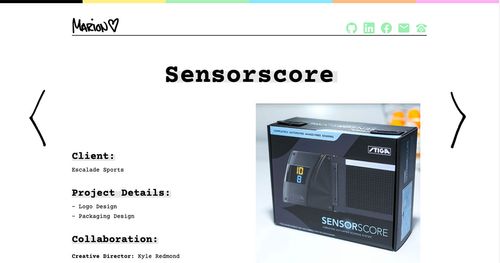 Marion
Sensorscore
Client:
Escalade Sports
Project Details:
- Logo Design
- Packaging Design
Collaboration:
Creative Director: Kyle Redmond
STIGA
10
8
SENSORSCORE